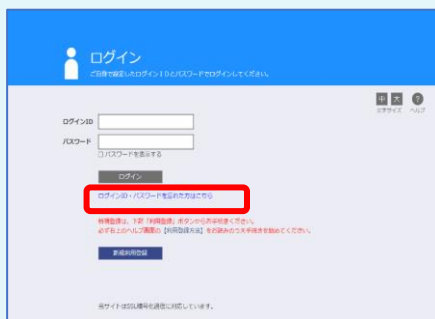 ログイン
ご自身で設定したログインIDとパスワードでログインしてください。
中 大 ?
文字サイズ ヘルプ
ログインID
パスワード
パスワードを表示する
ログイン
ログインID・パスワードを忘れた方はこちら
新規登録は、下記「利用登録」ボタンからお手続きください。
必ず右上のヘルプ画面の【利用登録方法】をお読みのうえ手続きを始めてください。
新規利用登録
当サイトはSSL暗号化通信に対応しています。